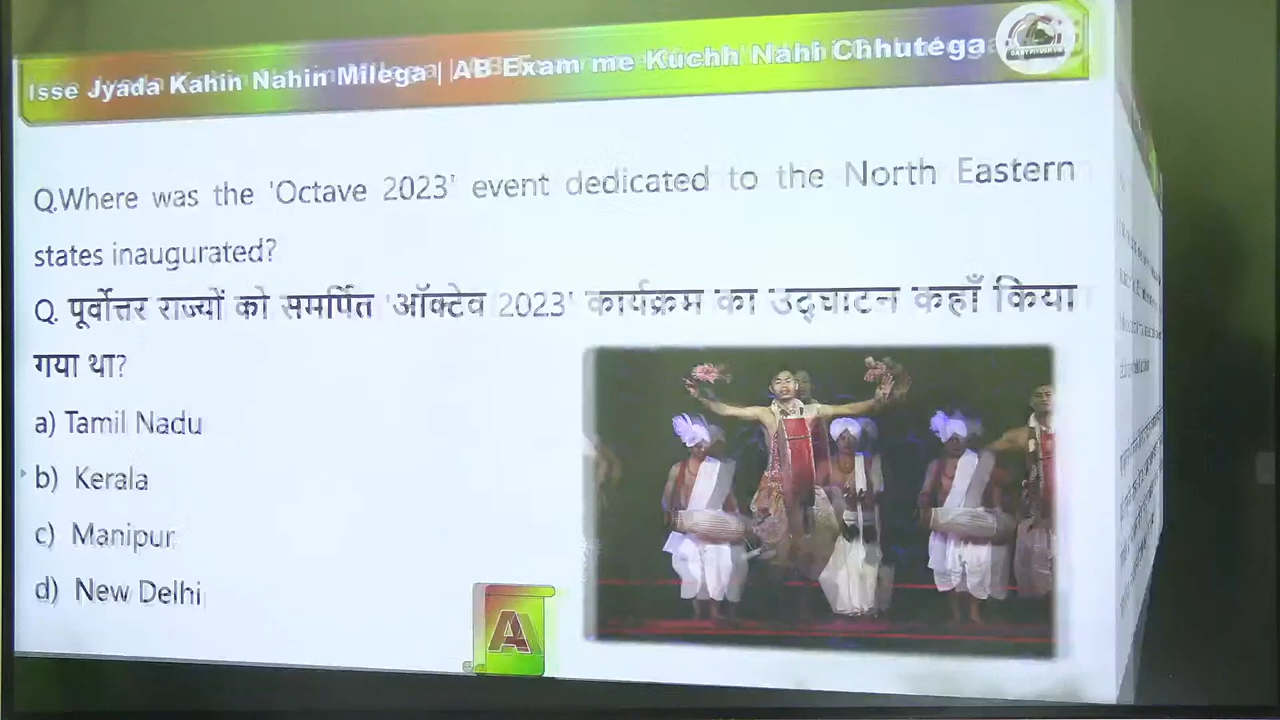 Isse Jyada Kahin Nahin Milega | AB Exam me Kuchh Nahi Chhutega
Q.Where was the 'Octave 2023' event dedicated to the North Eastern
states inaugurated?
Q. पूर्वोत्तर राज्यों को समर्पित 'ऑक्टेव 2023' कार्यक्रम का उद्घाटन कहाँ किया
गया था?
a) Tamil Nadu
b) Kerala
c) Manipur
d) New Delhi
A